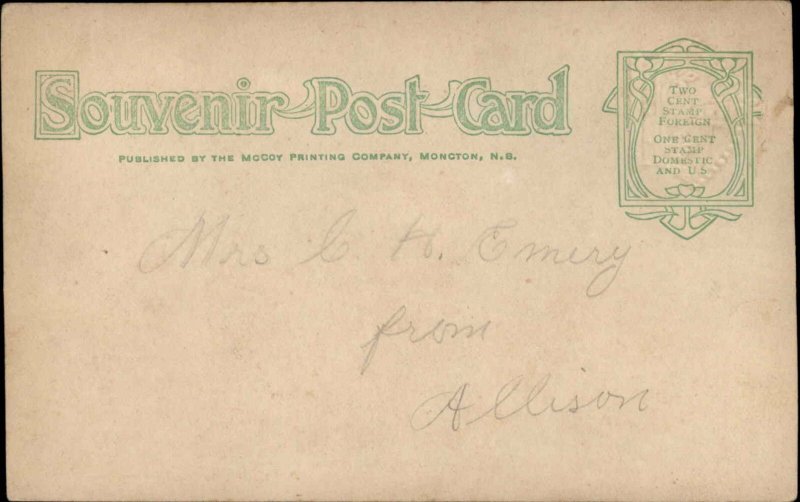 Souvenir Post Card
PUBLISHED BY THE McCOY PRINTING COMPANY, MONCTON, N.B.
TWO
CENT
STAMP
FOREIGN
ONE CENT
STAMP
DOMESTIC
AND U.S.
Mrs C. H. Emery
from
Allison